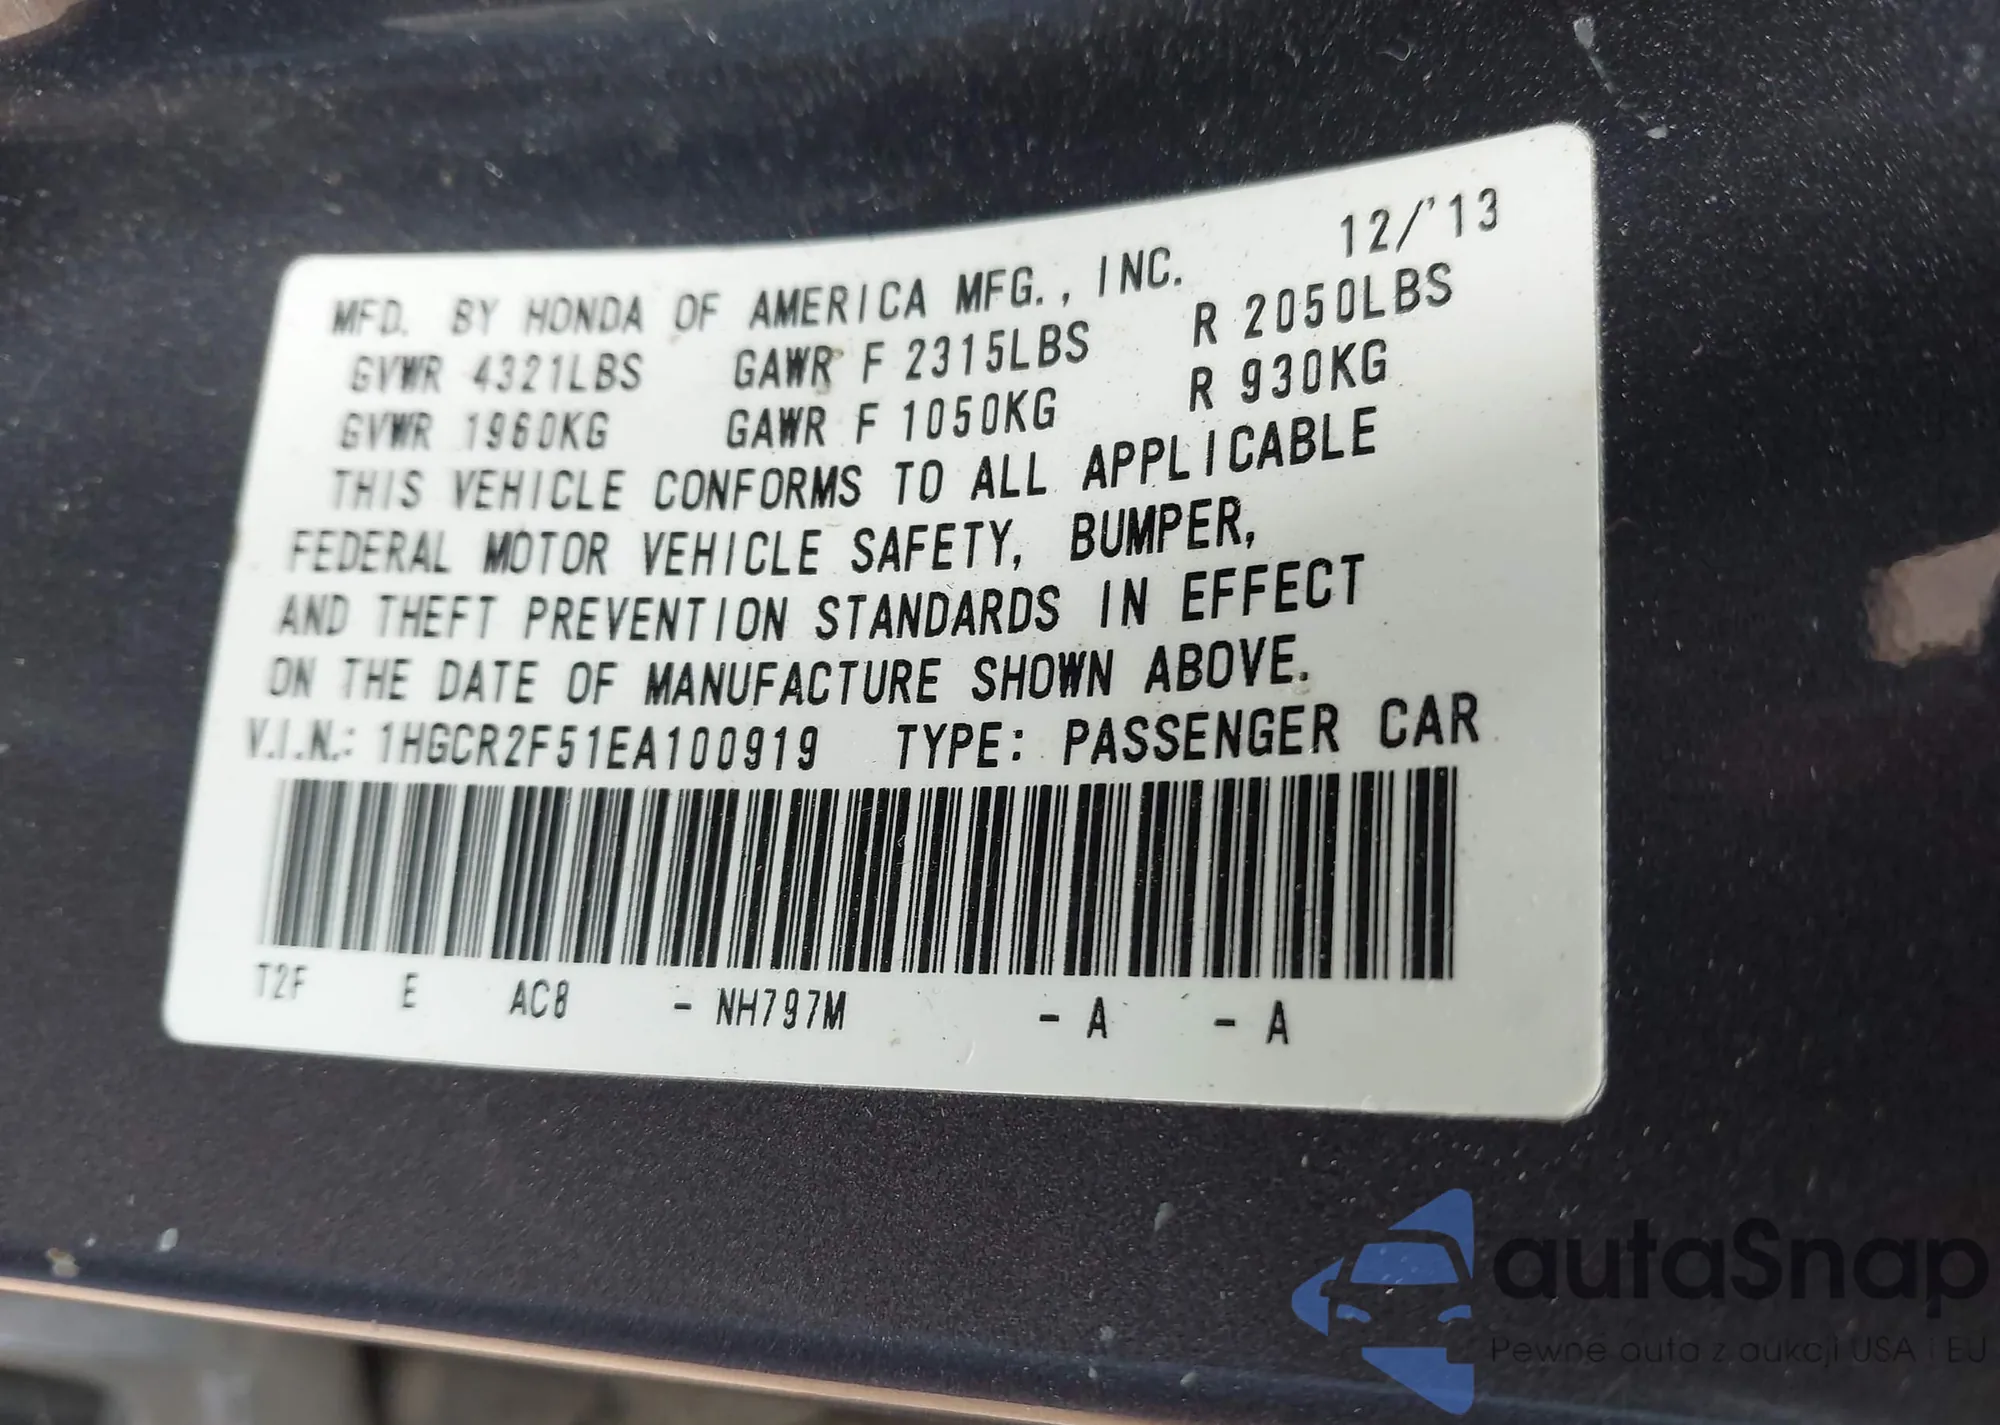 12/'13
MFD. BY HONDA OF AMERICA MFG., INC.
GVWR 4321LBS GAWR F 2315LBS R 2050LBS
GVWR 1960KG GAWR F 1050KG R 930KG
THIS VEHICLE CONFORMS TO ALL APPLICABLE
FEDERAL MOTOR VEHICLE SAFETY, BUMPER,
AND THEFT PREVENTION STANDARDS IN EFFECT
ON THE DATE OF MANUFACTURE SHOWN ABOVE.
V.I.N.: 1HGCR2F51EA100919 TYPE: PASSENGER CAR
T2F E AC8 - NH797M - A - A
autaSnap
Pewne auta z aukcji USA i EU